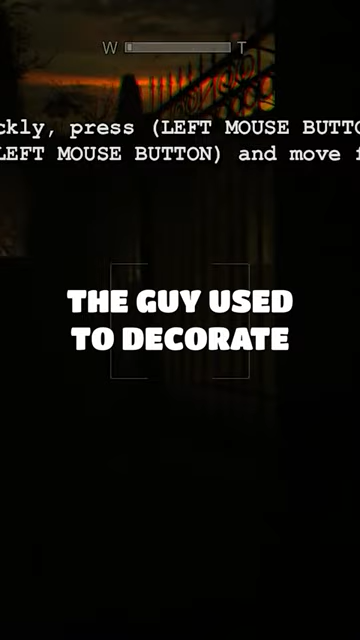 W T
ckly, press (LEFT MOUSE BUTTO
LEFT MOUSE BUTTON) and move f
THE GUY USED
TO DECORATE